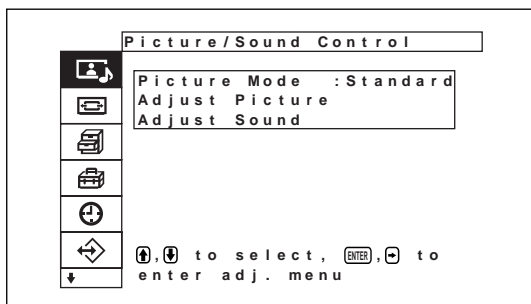 Picture/Sound Control
Picture Mode :Standard
Adjust Picture
Adjust Sound
, to select, ENTER, to
enter adj. menu